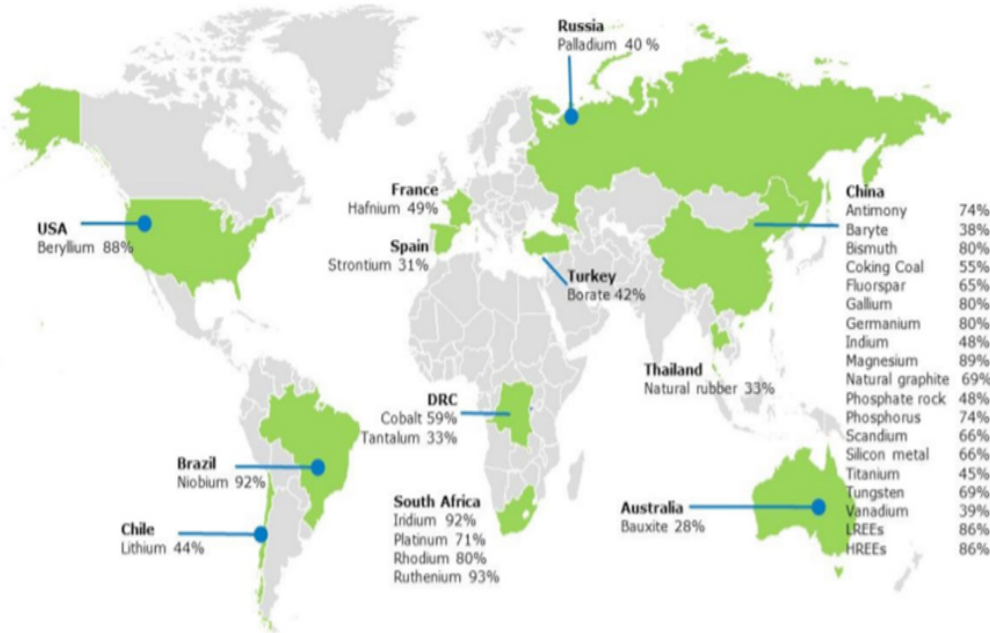 Russia
Palladium 40 %
France
Hafnium 49%
USA
Beryllium 88%
Spain
Strontium 31%
Turkey
Borate 42%
China
Antimony 74%
Baryte 38%
Bismuth 80%
Coking Coal 55%
Fluorspar 65%
Gallium 80%
Germanium 80%
Indium 48%
Magnesium 89%
Natural graphite 69%
Phosphate rock 48%
Phosphorus 74%
Scandium 66%
Silicon metal 66%
Titanium 45%
Tungsten 69%
Vanadium 39%
LREEs 86%
HREEs 86%
Thailand
Natural rubber 33%
DRC
Cobalt 59%
Tantalum 33%
Brazil
Niobium 92%
Chile
Lithium 44%
South Africa
Iridium 92%
Platinum 71%
Rhodium 80%
Ruthenium 93%
Australia
Bauxite 28%